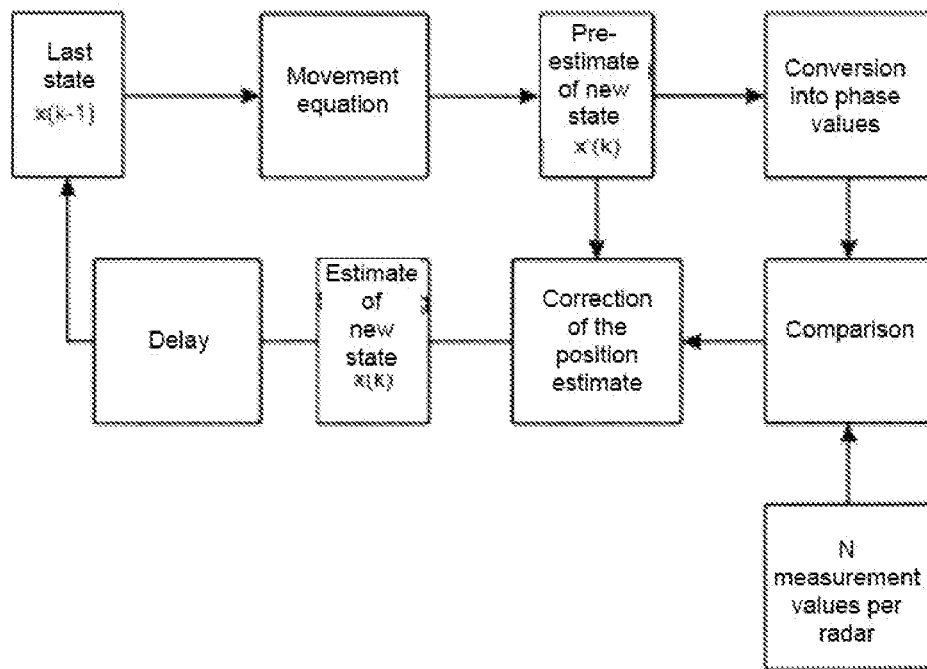 Last
state
x(k-1)
Movement
equation
Pre-
estimate
of new
state
x-(k)
Conversion
into phase
values
Delay
Estimate
of
new
state
x(k)
Correction
of the
position
estimate
Comparison
N
measurement
values per
radar